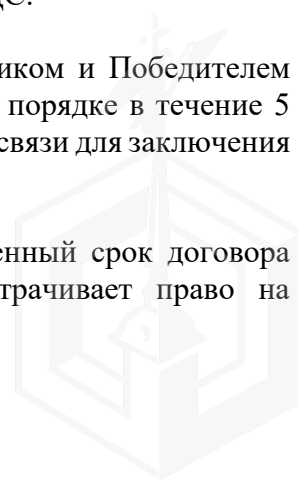 ДС.
иком и Победителем
порядке в течение 5
связи для заключения
енный срок договора
трачивает право на